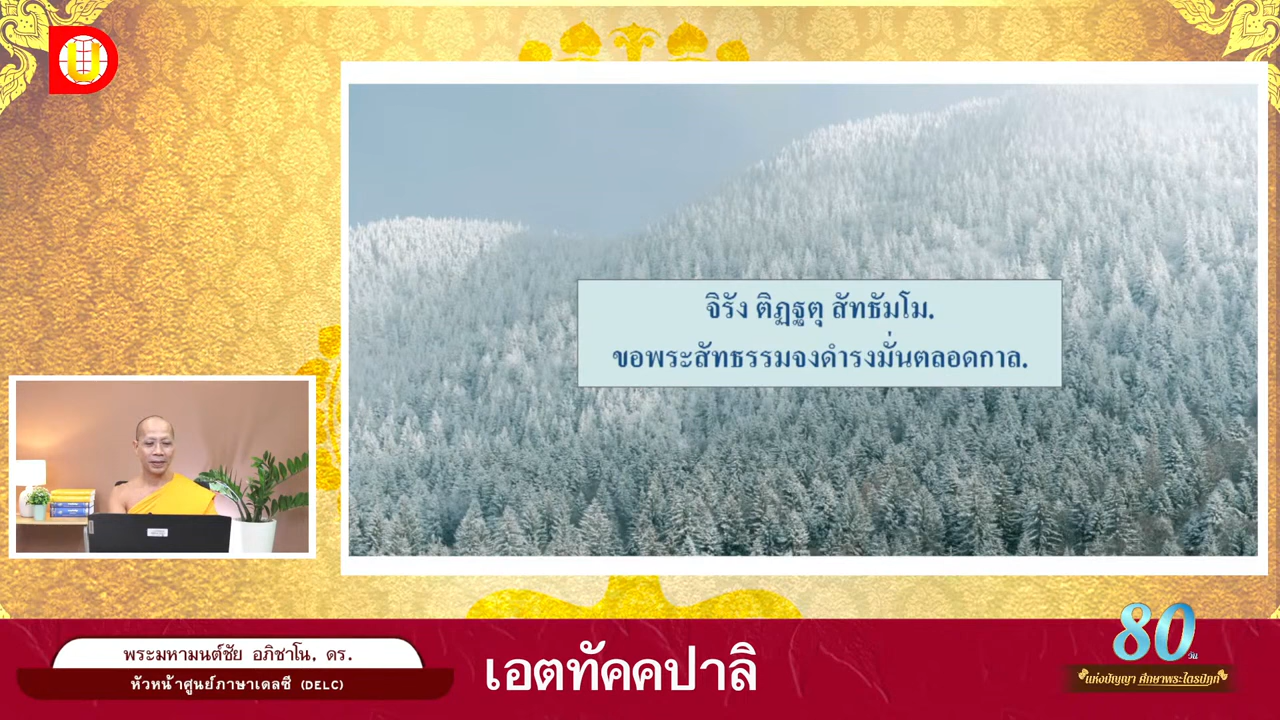 U
จิรัง ติฏฐตุ สัทธัมโม.
ขอพระสัทธรรมจงดำรงมั่นตลอดกาล.
พระมหามนต์ชัย อภิชาโน, ดร.
หัวหน้าศูนย์ภาษาเดลซี (DELC)
เอตทัคคปาลิ
80
วัน
แห่งปัญญา ศึกษาพระไตรปิฎก